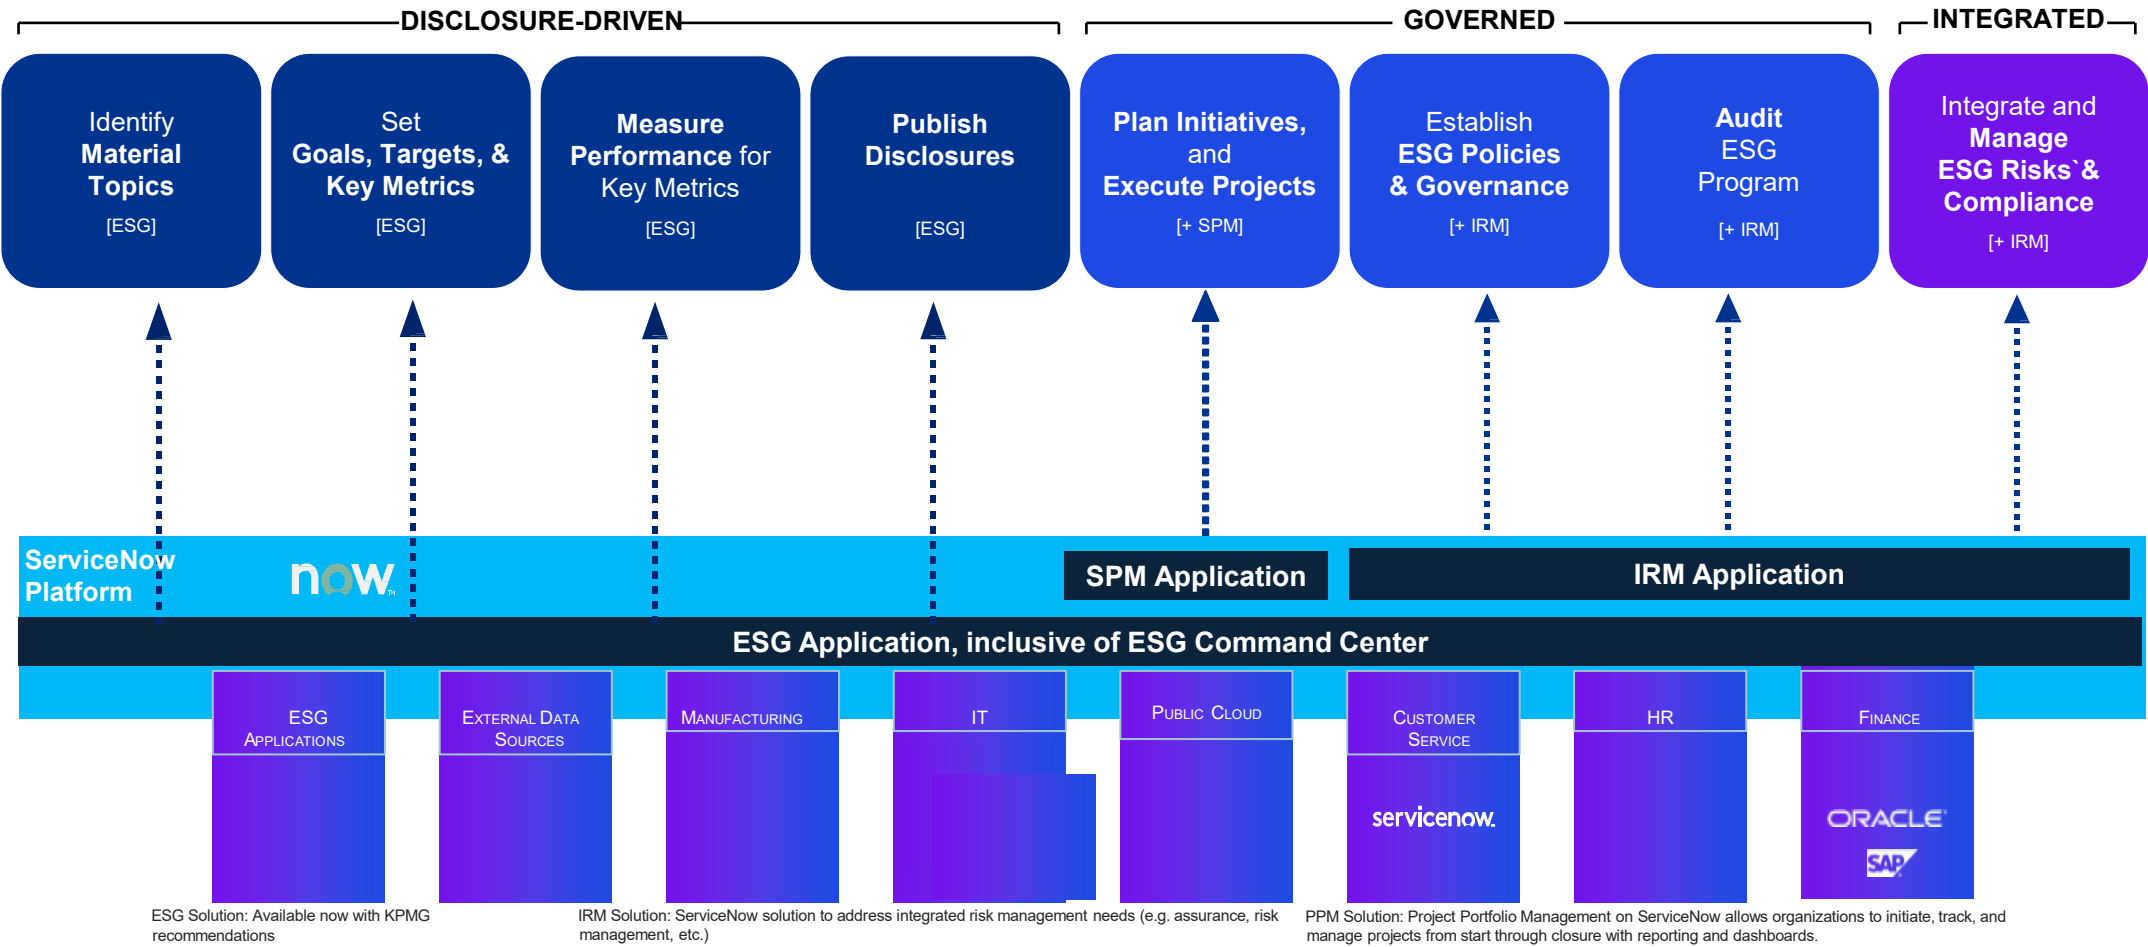 DISCLOSURE-DRIVEN
GOVERNED
INTEGRATED
Identify
Material
Topics
[ESG]
Set
Goals, Targets, &
Key Metrics
[ESG]
Measure
Performance for
Key Metrics
[ESG]
Publish
Disclosures
[ESG]
Plan Initiatives,
and
Execute Projects
[+ SPM]
Establish
ESG Policies
& Governance
[+ IRM]
Audit
ESG
Program
[+ IRM]
Integrate and
Manage
ESG Risks`&
Compliance
[+ IRM]
ServiceNow
Platform
now™
SPM Application
IRM Application
ESG Application, inclusive of ESG Command Center
ESG
APPLICATIONS
EXTERNAL DATA
SOURCES
MANUFACTURING
IT
PUBLIC CLOUD
CUSTOMER
SERVICE
HR
FINANCE
servicenow.
ORACLE
SAP
ESG Solution: Available now with KPMG
recommendations
IRM Solution: ServiceNow solution to address integrated risk management needs (e.g. assurance, risk
management, etc.)
PPM Solution: Project Portfolio Management on ServiceNow allows organizations to initiate, track, and
manage projects from start through closure with reporting and dashboards.